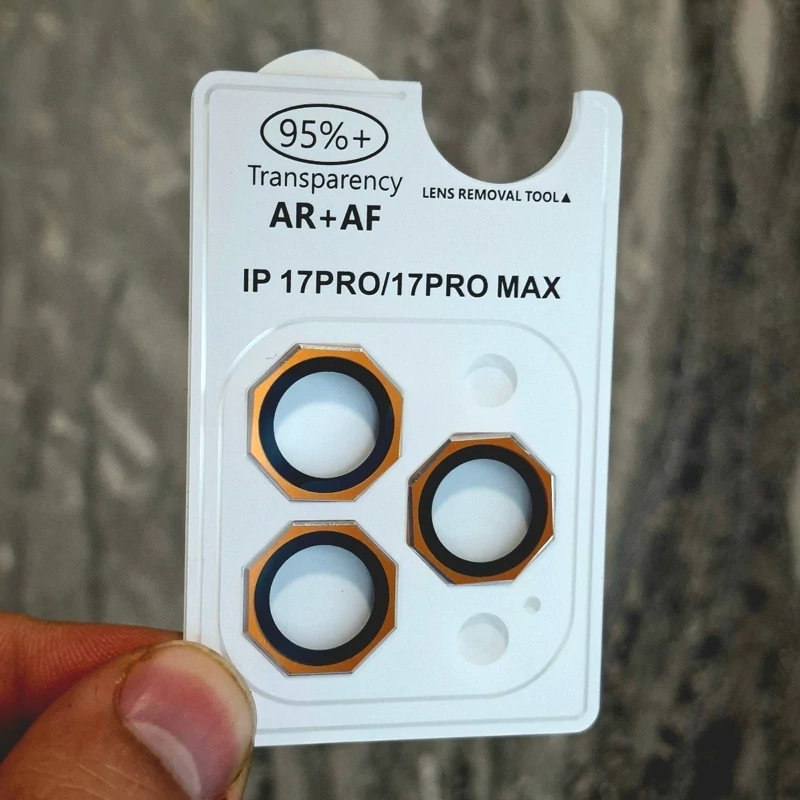 95%+
Transparency
AR+AF
LENS REMOVAL TOOL▲
IP 17PRO/17PRO MAX